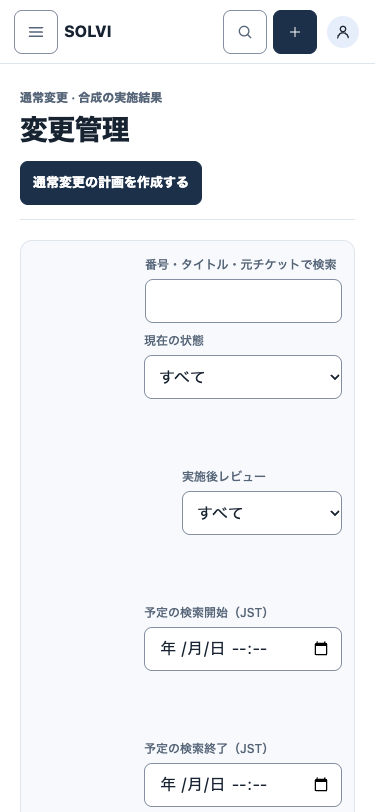 SOLVI
通常変更・合成の実施結果
変更管理
通常変更の計画を作成する
番号・タイトル・元チケットで検索
現在の状態
すべて
実施後レビュー
すべて
予定の検索開始（JST）
年 /月/日 --:--
予定の検索終了（JST）
年 /月/日 --:--